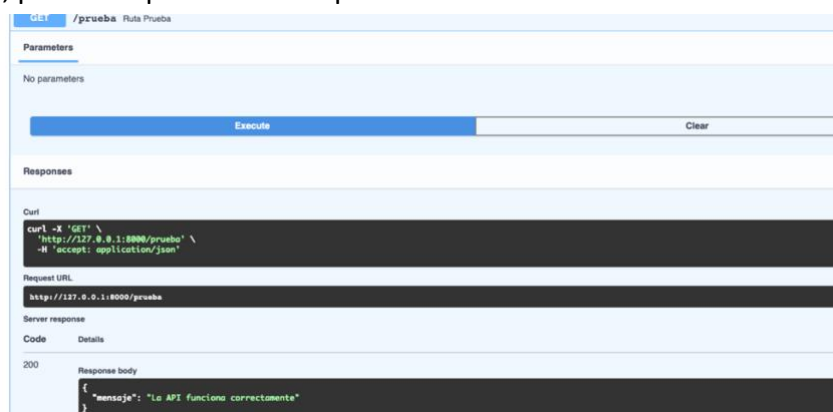 GET /prueba Ruta Prueba
Parameters
No parameters
Execute Clear
Responses
Curl
curl -X 'GET' \
'http://127.0.0.1:8000/prueba' \
-H 'accept: application/json'
Request URL
http://127.0.0.1:8000/prueba
Server response
Code Details
200
Response body
{
"mensaje": "La API funciona correctamente"
}